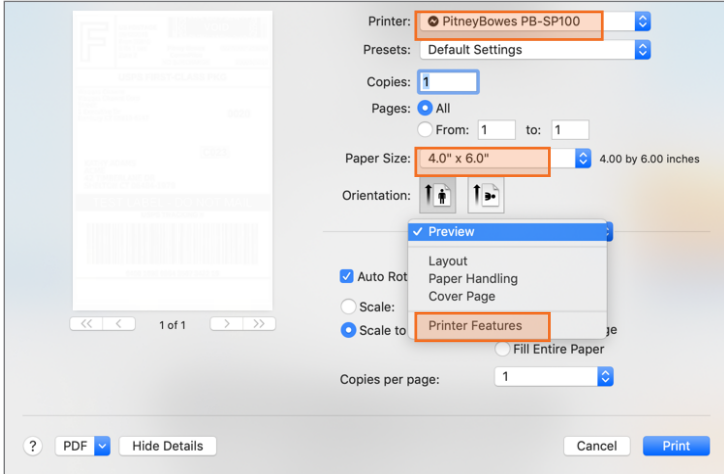 Printer: PitneyBowes PB-SP100
Presets: Default Settings
Copies: 1
Pages: All
From: 1 to: 1
Paper Size: 4.0" x 6.0" 4.00 by 6.00 inches
Orientation:
✓ Preview
Layout
Auto Rot
Paper Handling
Cover Page
Scale:
Printer Features
Scale to
ge
Fill Entire Paper
Copies per page: 1
F
<< < 1 of 1 > >>
? PDF Hide Details Cancel Print